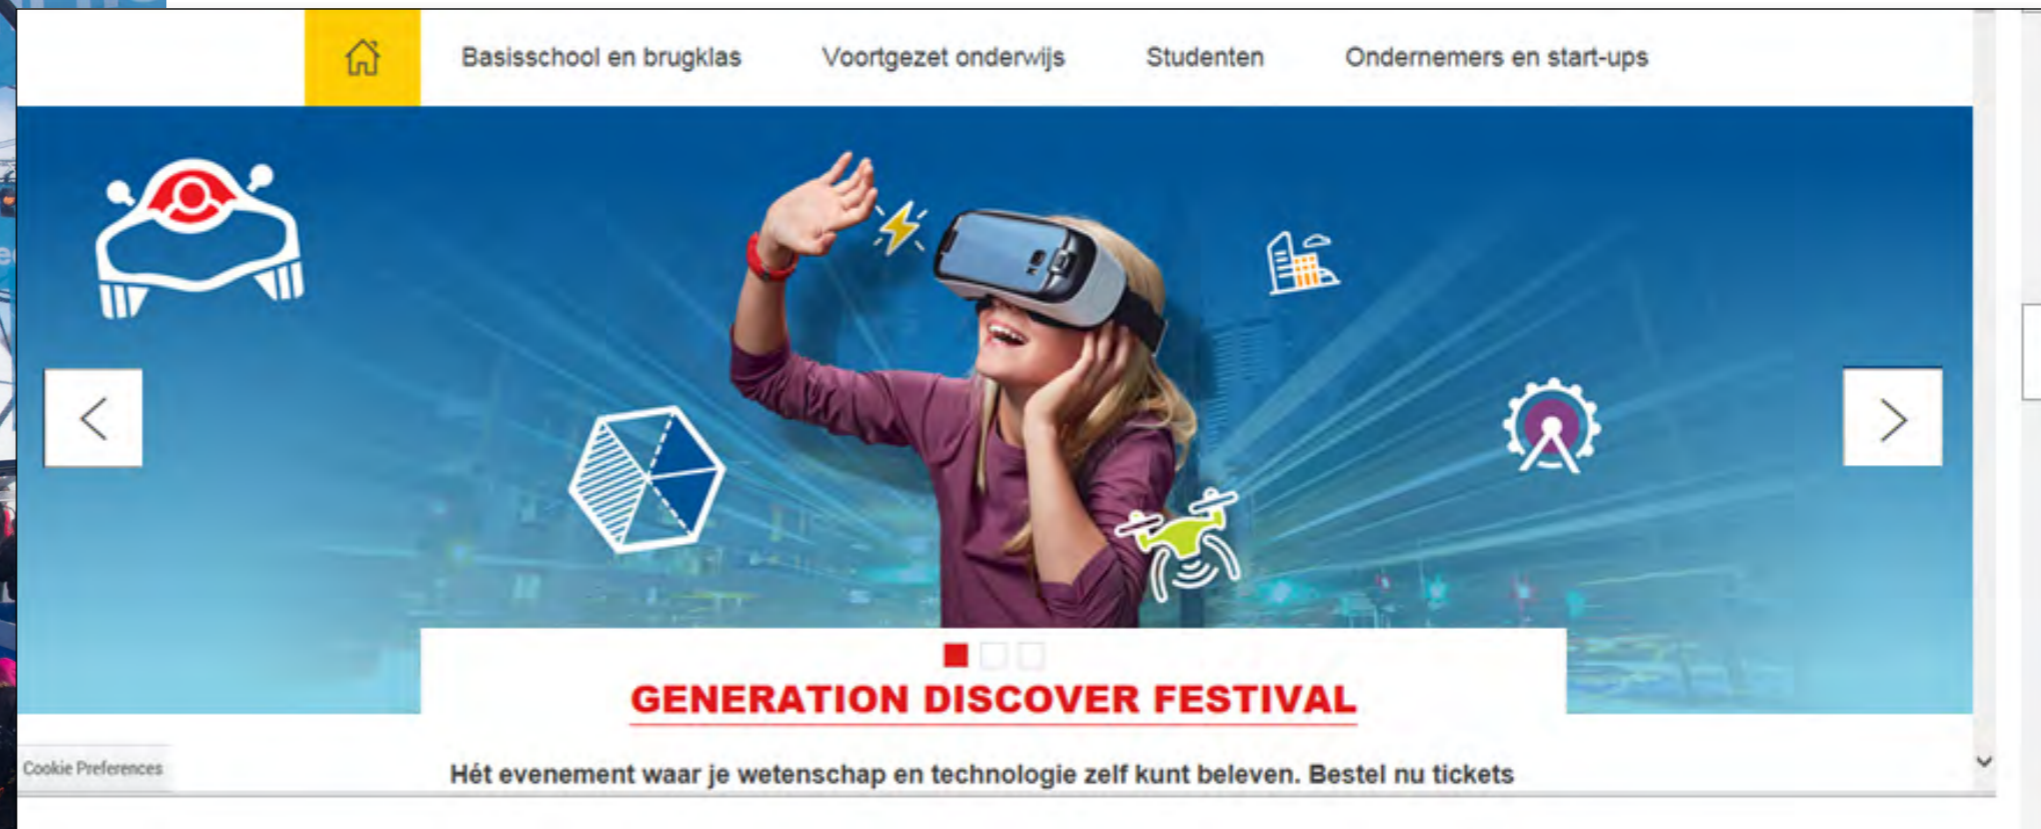 Basisschool en brugklas
Voortgezet onderwijs
Studenten
Ondernemers en start-ups
GENERATION DISCOVER FESTIVAL
Cookie Preferences
Hét evenement waar je wetenschap en technologie zelf kunt beleven. Bestel nu tickets